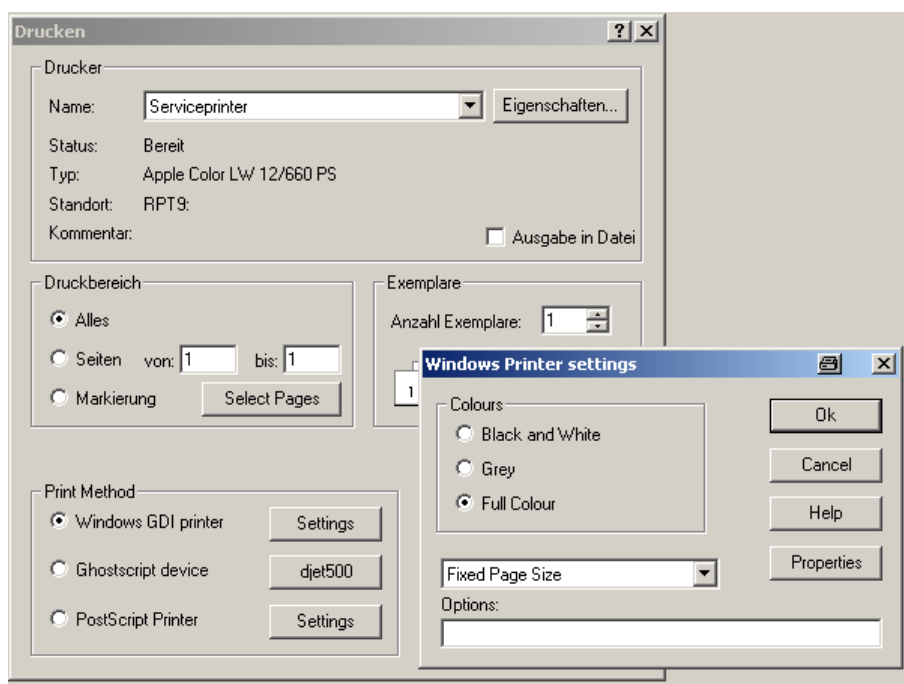 Drucken
Drucker
Name: Serviceprinter Eigenschaften...
Status: Bereit
Typ: Apple Color LW 12/660 PS
Standort: RPT9:
Kommentar: Ausgabe in Datei
Druckbereich
Alles
Seiten von: 1 bis: 1
Markierung Select Pages
Exemplare
Anzahl Exemplare: 1
1
Print Method
Windows GDI printer Settings
Ghostscript device djet500
PostScript Printer Settings
Windows Printer settings
Colours
Black and White
Grey
Full Colour
Ok
Cancel
Help
Properties
Fixed Page Size
Options: